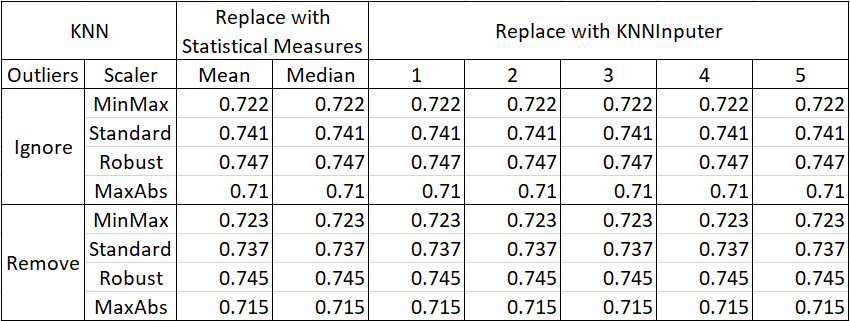 KNN Replace with Statistical Measures Replace with KNNInputer
Outliers Scaler Mean Median 1 2 3 4 5
Ignore MinMax 0.722 0.722 0.722 0.722 0.722 0.722 0.722
Standard 0.741 0.741 0.741 0.741 0.741 0.741 0.741
Robust 0.747 0.747 0.747 0.747 0.747 0.747 0.747
MaxAbs 0.71 0.71 0.71 0.71 0.71 0.71 0.71
Remove MinMax 0.723 0.723 0.723 0.723 0.723 0.723 0.723
Standard 0.737 0.737 0.737 0.737 0.737 0.737 0.737
Robust 0.745 0.745 0.745 0.745 0.745 0.745 0.745
MaxAbs 0.715 0.715 0.715 0.715 0.715 0.715 0.715